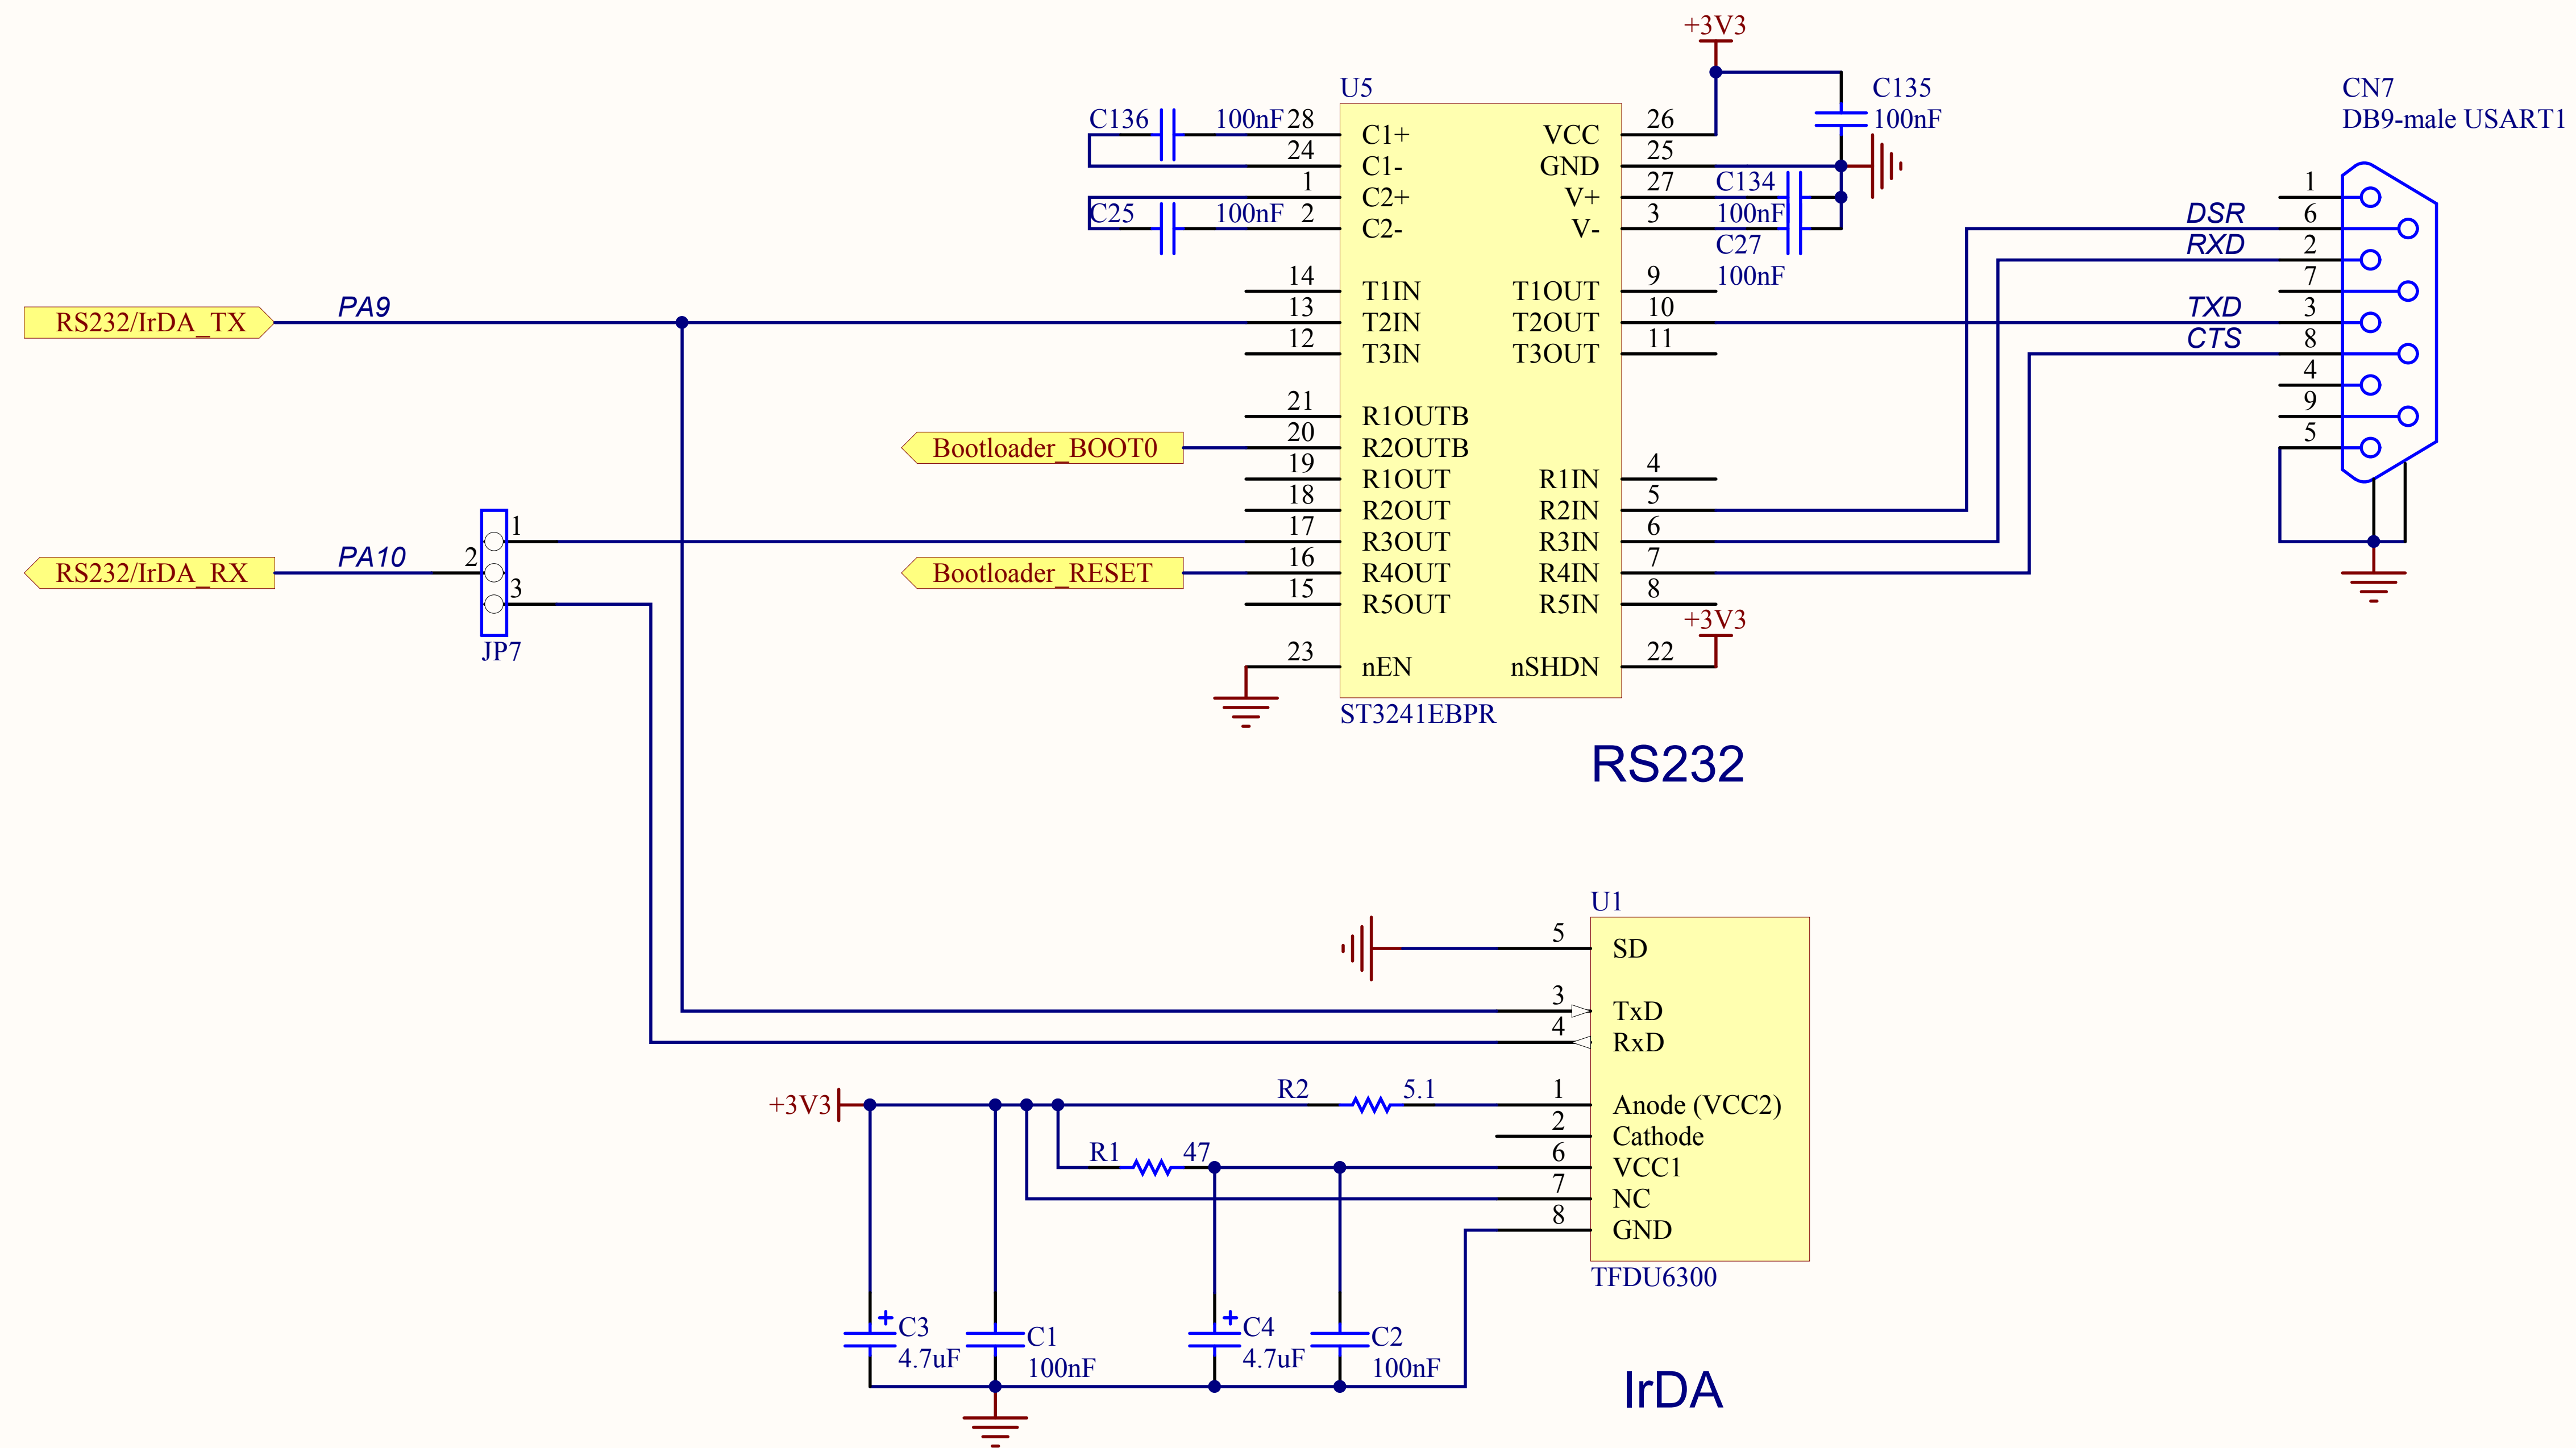 +3V3
U5
C135
100nF
CN7
DB9-male USART1
C136
100nF
28
C1+
VCC
26
24
C1-
GND
25
1
C2+
V+
27
C134
100nF
C25
100nF
2
C2-
V-
3
C27
100nF
14
T1IN
T1OUT
9
RS232/IrDA_TX
PA9
13
T2IN
T2OUT
10
12
T3IN
T3OUT
11
DSR
RXD
TXD
CTS
1
6
2
7
3
8
4
9
5
21
R1OUTB
Bootloader_BOOT0
20
R2OUTB
19
R1OUT
R1IN
4
18
R2OUT
R2IN
5
17
R3OUT
R3IN
6
Bootloader_RESET
16
R4OUT
R4IN
7
15
R5OUT
R5IN
8
RS232/IrDA_RX
PA10
2
1
3
JP7
+3V3
23
nEN
nSHDN
22
ST3241EBPR
RS232
U1
5
SD
3
TxD
4
RxD
+3V3
R2
5.1
1
Anode (VCC2)
2
Cathode
R1
47
6
VCC1
7
NC
8
GND
TFDU6300
C3
4.7uF
C1
100nF
C4
4.7uF
C2
100nF
IrDA